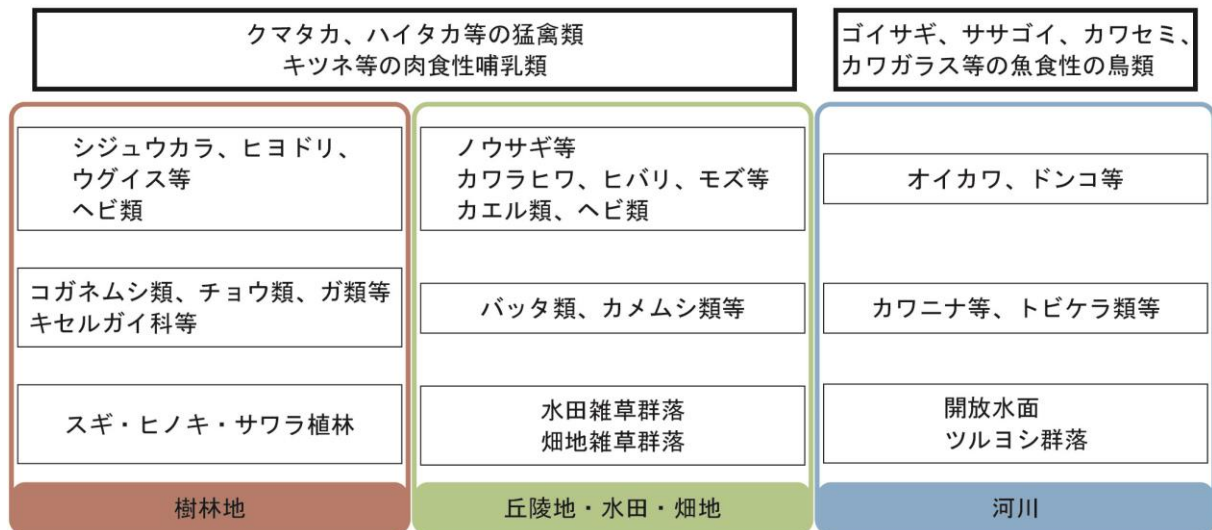 クマタカ、ハイタカ等の猛禽類
キツネ等の肉食性哺乳類
ゴイサギ、ササゴイ、カワセミ、
カワガラス等の魚食性の鳥類
シジュウカラ、ヒヨドリ、
ウグイス等
ヘビ類
ノウサギ等
カワラヒワ、ヒバリ、モズ等
カエル類、ヘビ類
オイカワ、ドンコ等
コガネムシ類、チョウ類、ガ類等
キセルガイ科等
バッタ類、カメムシ類等
カワニナ等、トビケラ類等
スギ・ヒノキ・サワラ植林
水田雑草群落
畑地雑草群落
開放水面
ツルヨシ群落
樹林地
丘陵地・水田・畑地
河川